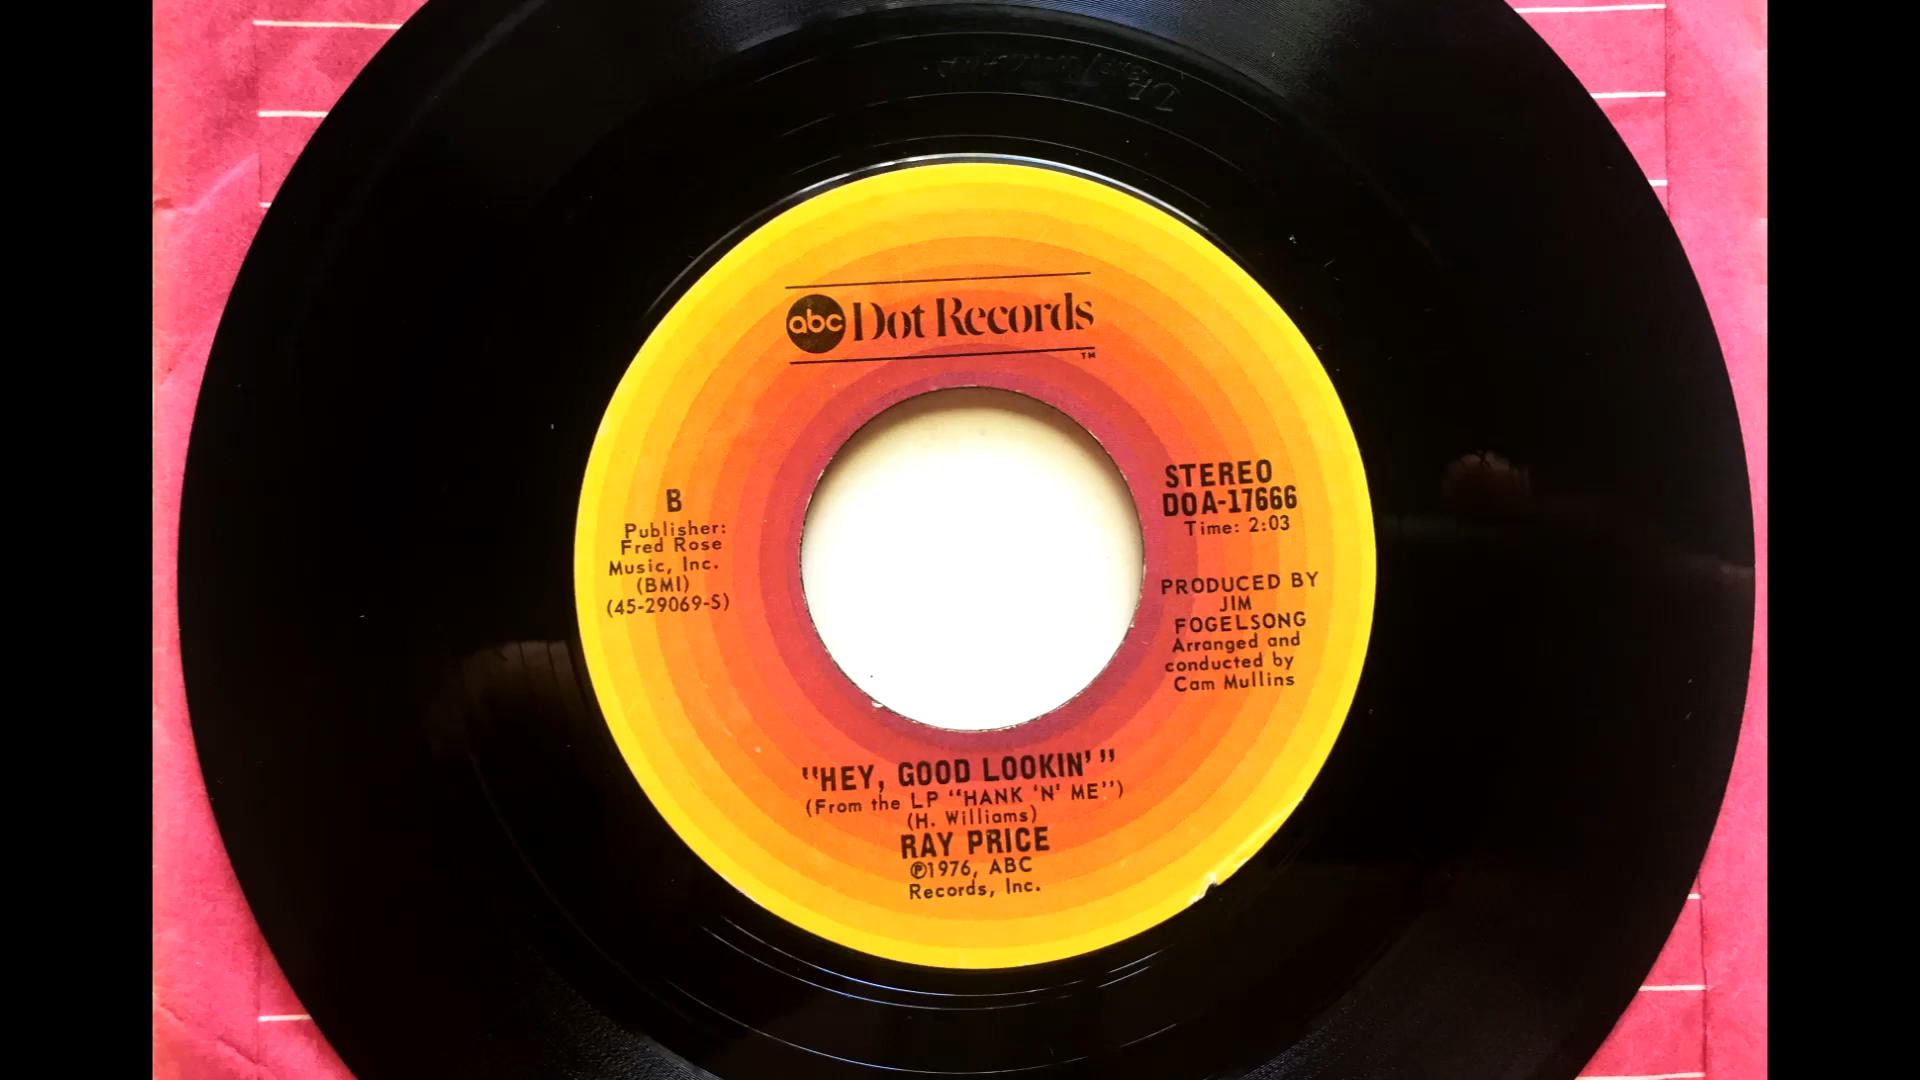 abc Dot Records
TM
B
Publisher:
Fred Rose
Music, Inc.
(BMI)
(45-29069-S)
STEREO
DOA-17666
Time: 2:03
PRODUCED BY
JIM
FOGELSONG
Arranged and
conducted by
Cam Mullins
"HEY, GOOD LOOKIN'"
(From the LP "HANK 'N' ME")
(H. Williams)
RAY PRICE
℗1976, ABC
Records, Inc.